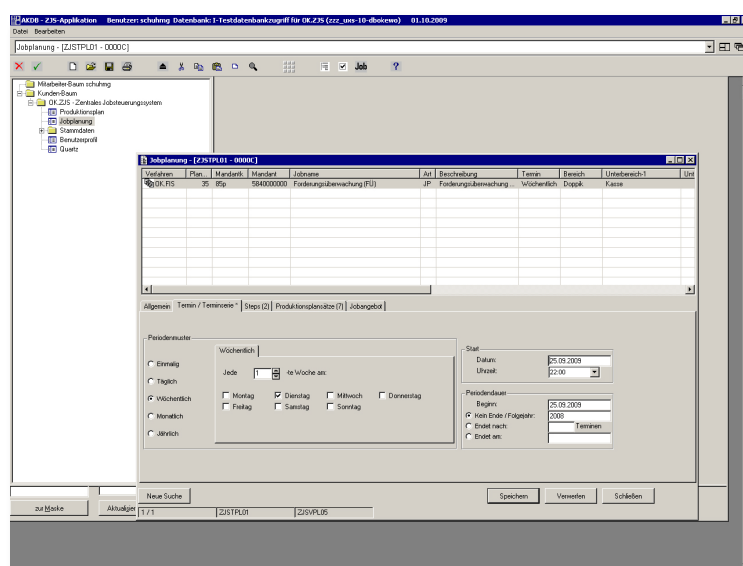 AKDB - ZJS-Applikation Benutzer: schuhmrg Datenbank: I-Testdatenbankzugriff für OK.ZJS (zzz_uxs-10-dbokewo) 01.10.2009
Datei Bearbeiten
Jobplanung - [ZJSTPL01 - 0000C]
Job ?
Mitarbeiter-Baum schuhmrg
Kunden-Baum
OK.ZJS - Zentrales Jobsteuerungssystem
Produktionsplan
Jobplanung
Stammdaten
Benutzerprofil
Quartz
Jobplanung - [ZJSTPL01 - 0000C]
Verfahren Plan... Mandantk Mandant Jobname Art Beschreibung Termin Bereich Unterbereich-1 Unt
OK.FIS 35 85p 5840000000 Forderungsüberwachung (FÜ) JP Forderungsüberwachung ... Wöchentlich Doppik Kasse
Allgemein Termin / Terminserie * Steps (2) Produktionsplansätze (7) Jobangebot
Periodenmuster
Einmalig
Täglich
Wöchentlich
Monatlich
Jährlich
Wöchentlich
Jede 1 -te Woche am:
Montag Dienstag Mittwoch Donnerstag
Freitag Samstag Sonntag
Start
Datum: 25.09.2009
Uhrzeit: 22:00
Periodendauer
Beginn: 25.09.2009
Kein Ende / Folgejahr: 2008
Endet nach: Terminen
Endet am:
Neue Suche Speichern Verwerfen Schließen
zur Maske Aktualisier
1 / 1 ZJSTPL01 ZJSVPL05